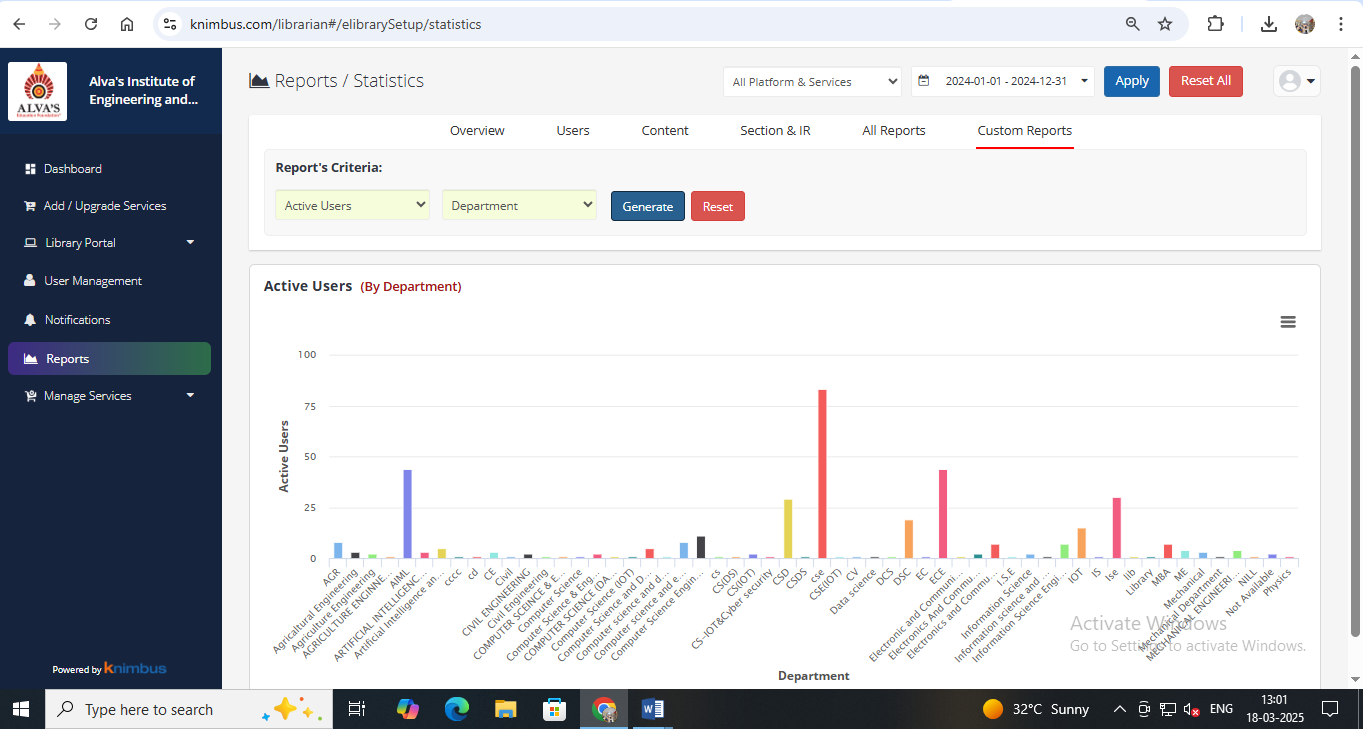 knimbus.com/librarian#/elibrarySetup/statistics
ALVA'S
Education Foundation
Alva's Institute of
Engineering and...
Dashboard
Add / Upgrade Services
Library Portal
User Management
Notifications
Reports
Manage Services
Powered by knimbus
Reports / Statistics
All Platform & Services
2024-01-01 - 2024-12-31
Apply
Reset All
Overview
Users
Content
Section & IR
All Reports
Custom Reports
Report's Criteria:
Active Users
Department
Generate
Reset
Active Users (By Department)
100
75
50
25
0
Active Users
AGR
Agricaltural Engineering
Agriculture Engineering
AGRICULTURE ENGINNE...
AIML
ARTIFICIAL INTELLIGENC...
Artificial Intelligence an...
cccc
cd
CE
Civil
CIVIL ENGINEERING
Civil Engineering
COMPUTER SCEINCE & E...
Computer Science
Computer Science & Eng...
COMPUTER SCIENCE (DA...
Computer Science (IOT)
Computer Science and D...
Computer science and d...
Computer Science and e...
Computer Science Engin...
cs
CS(DS)
CS(IOT)
CS-IOT&Cyber security
CSD
CSDS
cse
CSE(IOT)
CV
Data science
DCS
DSC
EC
ECE
Electronic and Communi...
Electronics And Commu...
Electronics and Commu...
I.S.E
Information Science
Information science and ...
Information Science Engi...
IOT
IS
Ise
lib
Library
MBA
ME
Mechanical
Mechanical Department
MECHANICAL ENGINEERI...
NILL
Not Available
Physics
Department
Activate Windows
Go to Settings to activate Windows.
Type here to search
32°C Sunny
ENG
13:01
18-03-2025